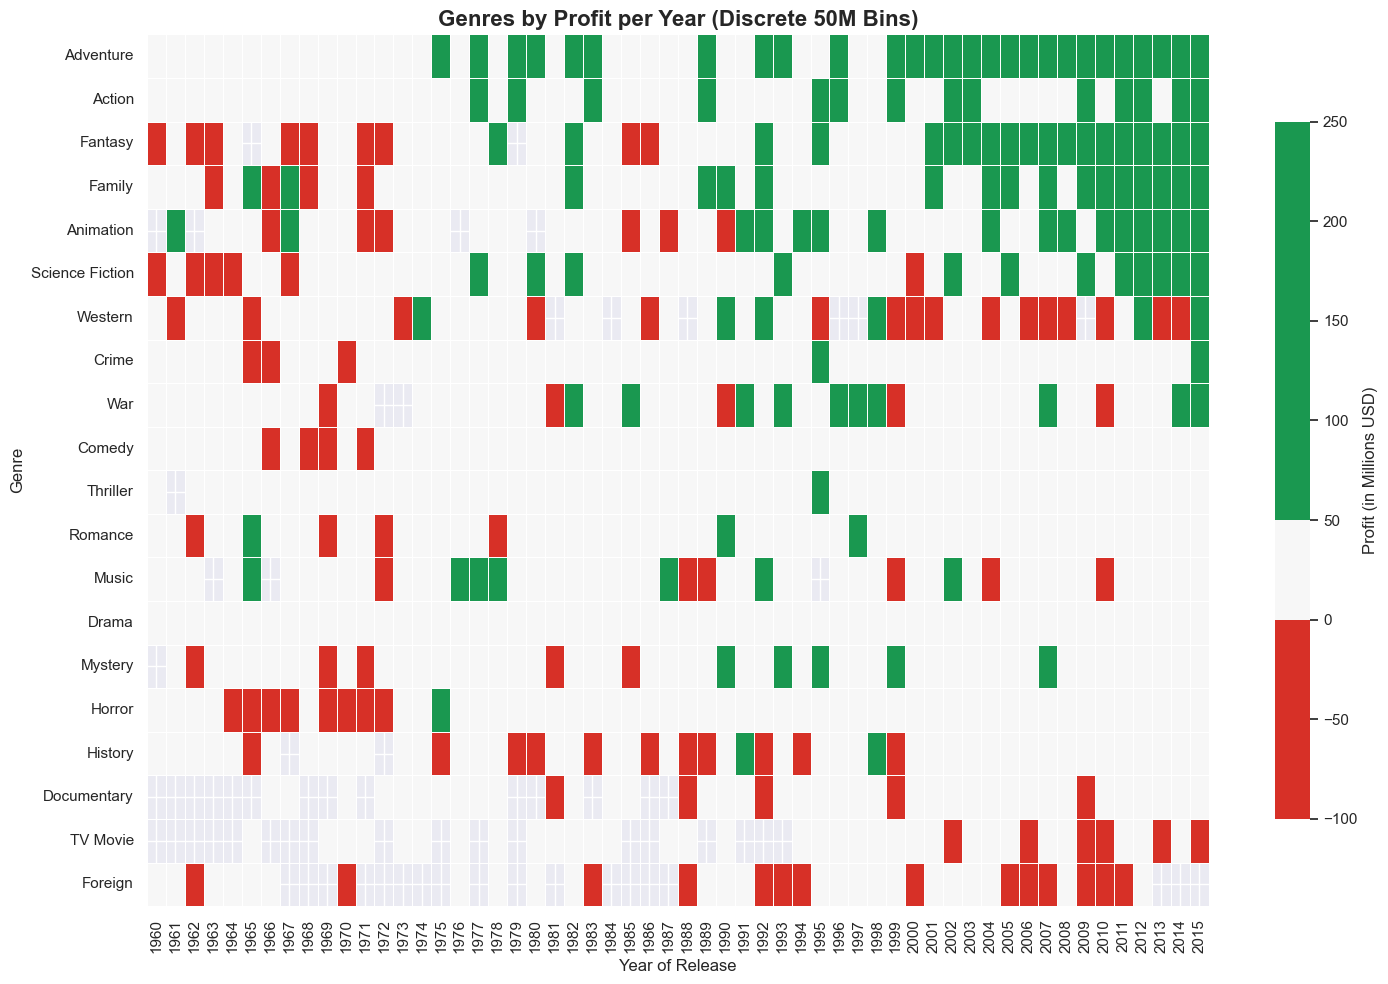 Genres by Profit per Year (Discrete 50M Bins)
Genre
Adventure
Action
Fantasy
Family
Animation
Science Fiction
Western
Crime
War
Comedy
Thriller
Romance
Music
Drama
Mystery
Horror
History
Documentary
TV Movie
Foreign
1960
1961
1962
1963
1964
1965
1966
1967
1968
1969
1970
1971
1972
1973
1974
1975
1976
1977
1978
1979
1980
1981
1982
1983
1984
1985
1986
1987
1988
1989
1990
1991
1992
1993
1994
1995
1996
1997
1998
1999
2000
2001
2002
2003
2004
2005
2006
2007
2008
2009
2010
2011
2012
2013
2014
2015
Year of Release
250
200
150
100
50
0
−50
−100
Profit (in Millions USD)